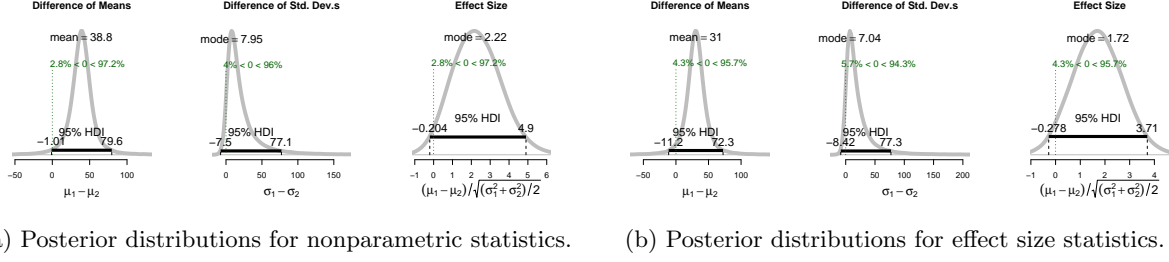 Difference of Means
Difference of Std. Dev.s
Effect Size
Difference of Means
Difference of Std. Dev.s
Effect Size
mean = 38.8
mode = 7.95
mode = 2.22
mean = 31
mode = 7.04
mode = 1.72
2.8% < 0 < 97.2%
4% < 0 < 96%
2.8% < 0 < 97.2%
4.3% < 0 < 95.7%
5.7% < 0 < 94.3%
4.3% < 0 < 95.7%
95% HDI
95% HDI
95% HDI
95% HDI
95% HDI
95% HDI
−1.01 79.6
−7.5 77.1
−0.204 4.9
−11.2 72.3
−8.42 77.3
−0.278 3.71
−50 0 50 100
−20 0 50 100 150
−1 0 1 2 3 4 5 6
−50 0 50 100
0 50 100 150 200
−1 0 1 2 3 4
μ1 − μ2
σ1 − σ2
(μ1 − μ2)/√(σ1² + σ2²)/2
μ1 − μ2
σ1 − σ2
(μ1 − μ2)/√(σ1² + σ2²)/2
) Posterior distributions for nonparametric statistics.
(b) Posterior distributions for effect size statistics.